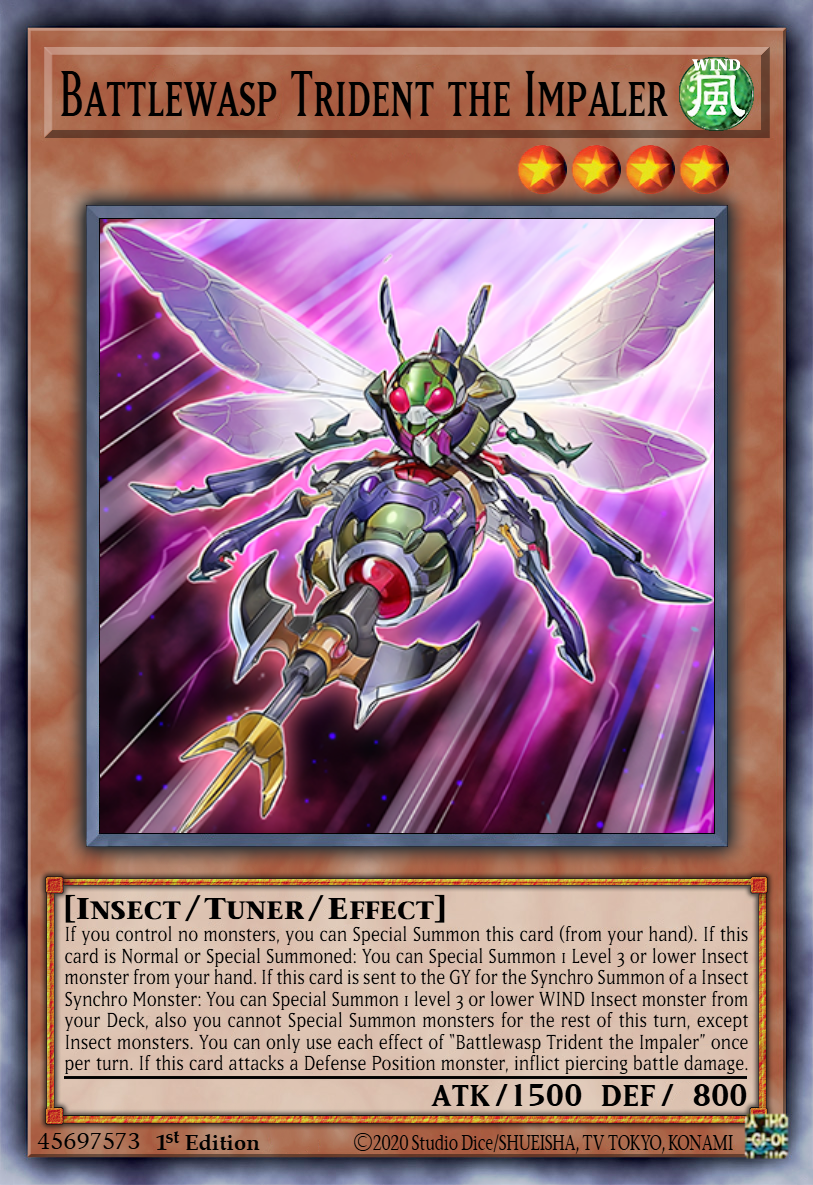 Battlewasp Trident the Impaler
WIND
風
[Insect/Tuner/Effect]
If you control no monsters, you can Special Summon this card (from your hand). If this
card is Normal or Special Summoned: You can Special Summon 1 Level 3 or lower Insect
monster from your hand. If this card is sent to the GY for the Synchro Summon of a Insect
Synchro Monster: You can Special Summon 1 level 3 or lower WIND Insect monster from
your Deck, also you cannot Special Summon monsters for the rest of this turn, except
Insect monsters. You can only use each effect of "Battlewasp Trident the Impaler" once
per turn. If this card attacks a Defense Position monster, inflict piercing battle damage.
ATK/1500 DEF/ 800
45697573 1st Edition ©2020 Studio Dice/SHUEISHA, TV TOKYO, KONAMI